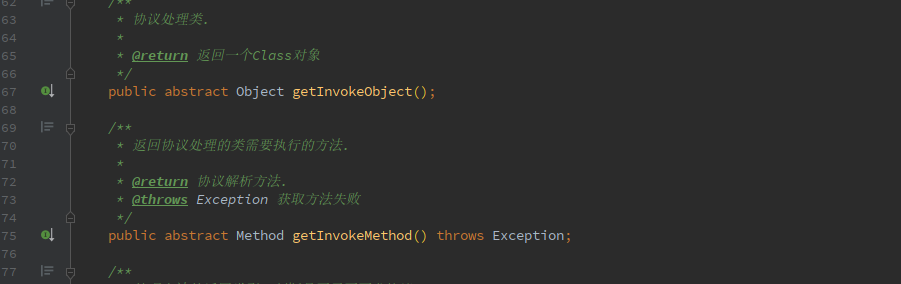 62 /**
63 * 协议处理类.
64 *
65 * @return 返回一个Class对象
66 */
67 public abstract Object getInvokeObject();
68
69 /**
70 * 返回协议处理的类需要执行的方法.
71 *
72 * @return 协议解析方法.
73 * @throws Exception 获取方法失败
74 */
75 public abstract Method getInvokeMethod() throws Exception;
76
77 /**